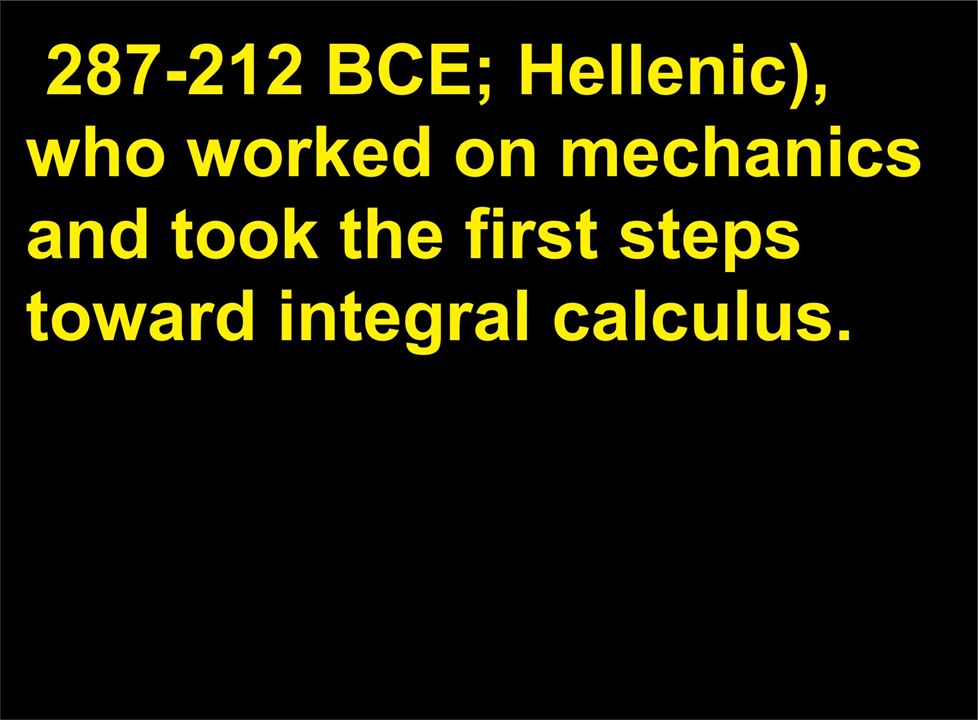 287-212 BCE; Hellenic),
who worked on mechanics
and took the first steps
toward integral calculus.